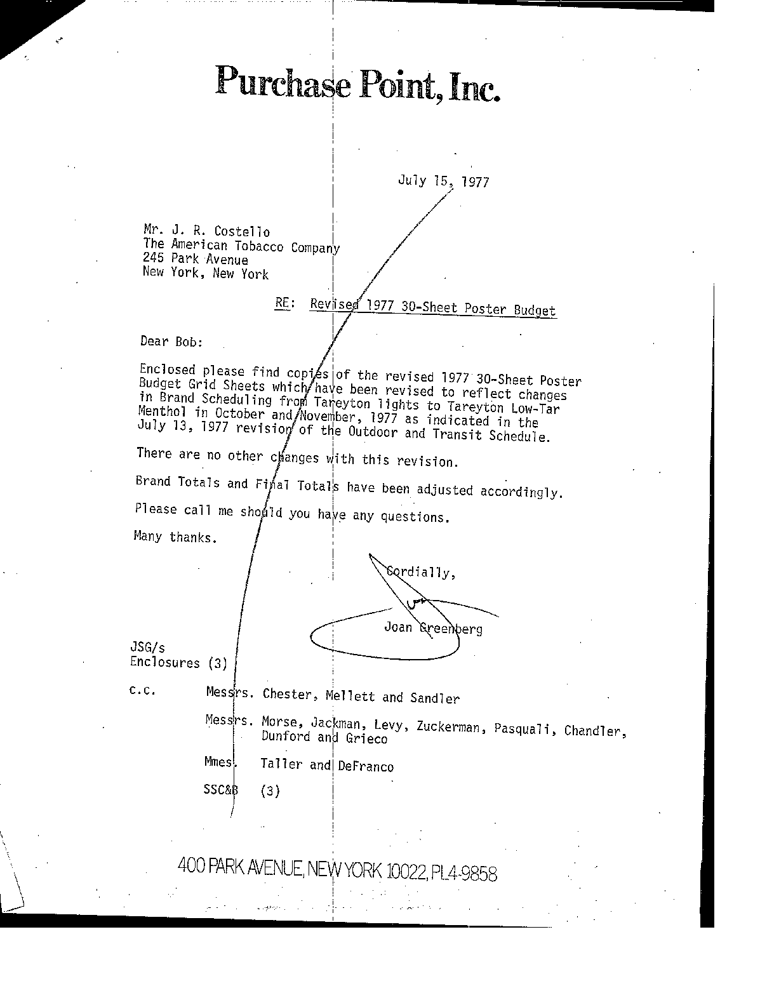 Purchase Point, Inc.
July 15, 1977
Mr. J. R. Costello
The American Tobacco Company
245 Park Avenue
New York, New York
RE: Revised 1977 30-Sheet Poster Budget
Dear Bob:
Enclosed please find copies of the revised 1977 30-Sheet Poster
Budget Grid Sheets which have been revised to reflect changes
in Brand Scheduling from Tareyton lights to Tareyton Low-Tar
Menthol in October and November, 1977 as indicated in the
July 13, 1977 revision of the Outdoor and Transit Schedule.
There are no other changes with this revision.
Brand Totals and Final Totals have been adjusted accordingly.
Please call me should you have any questions.
Many thanks.
Cordially,
Joan Greenberg
JSG/s
Enclosures (3)
c.c. Messrs. Chester, Mellett and Sandler
Messrs. Morse, Jackman, Levy, Zuckerman, Pasquali, Chandler,
Dunford and Grieco
Mmes. Taller and DeFranco
SSC&B (3)
400 PARK AVENUE, NEW YORK 10022, PL4-9858